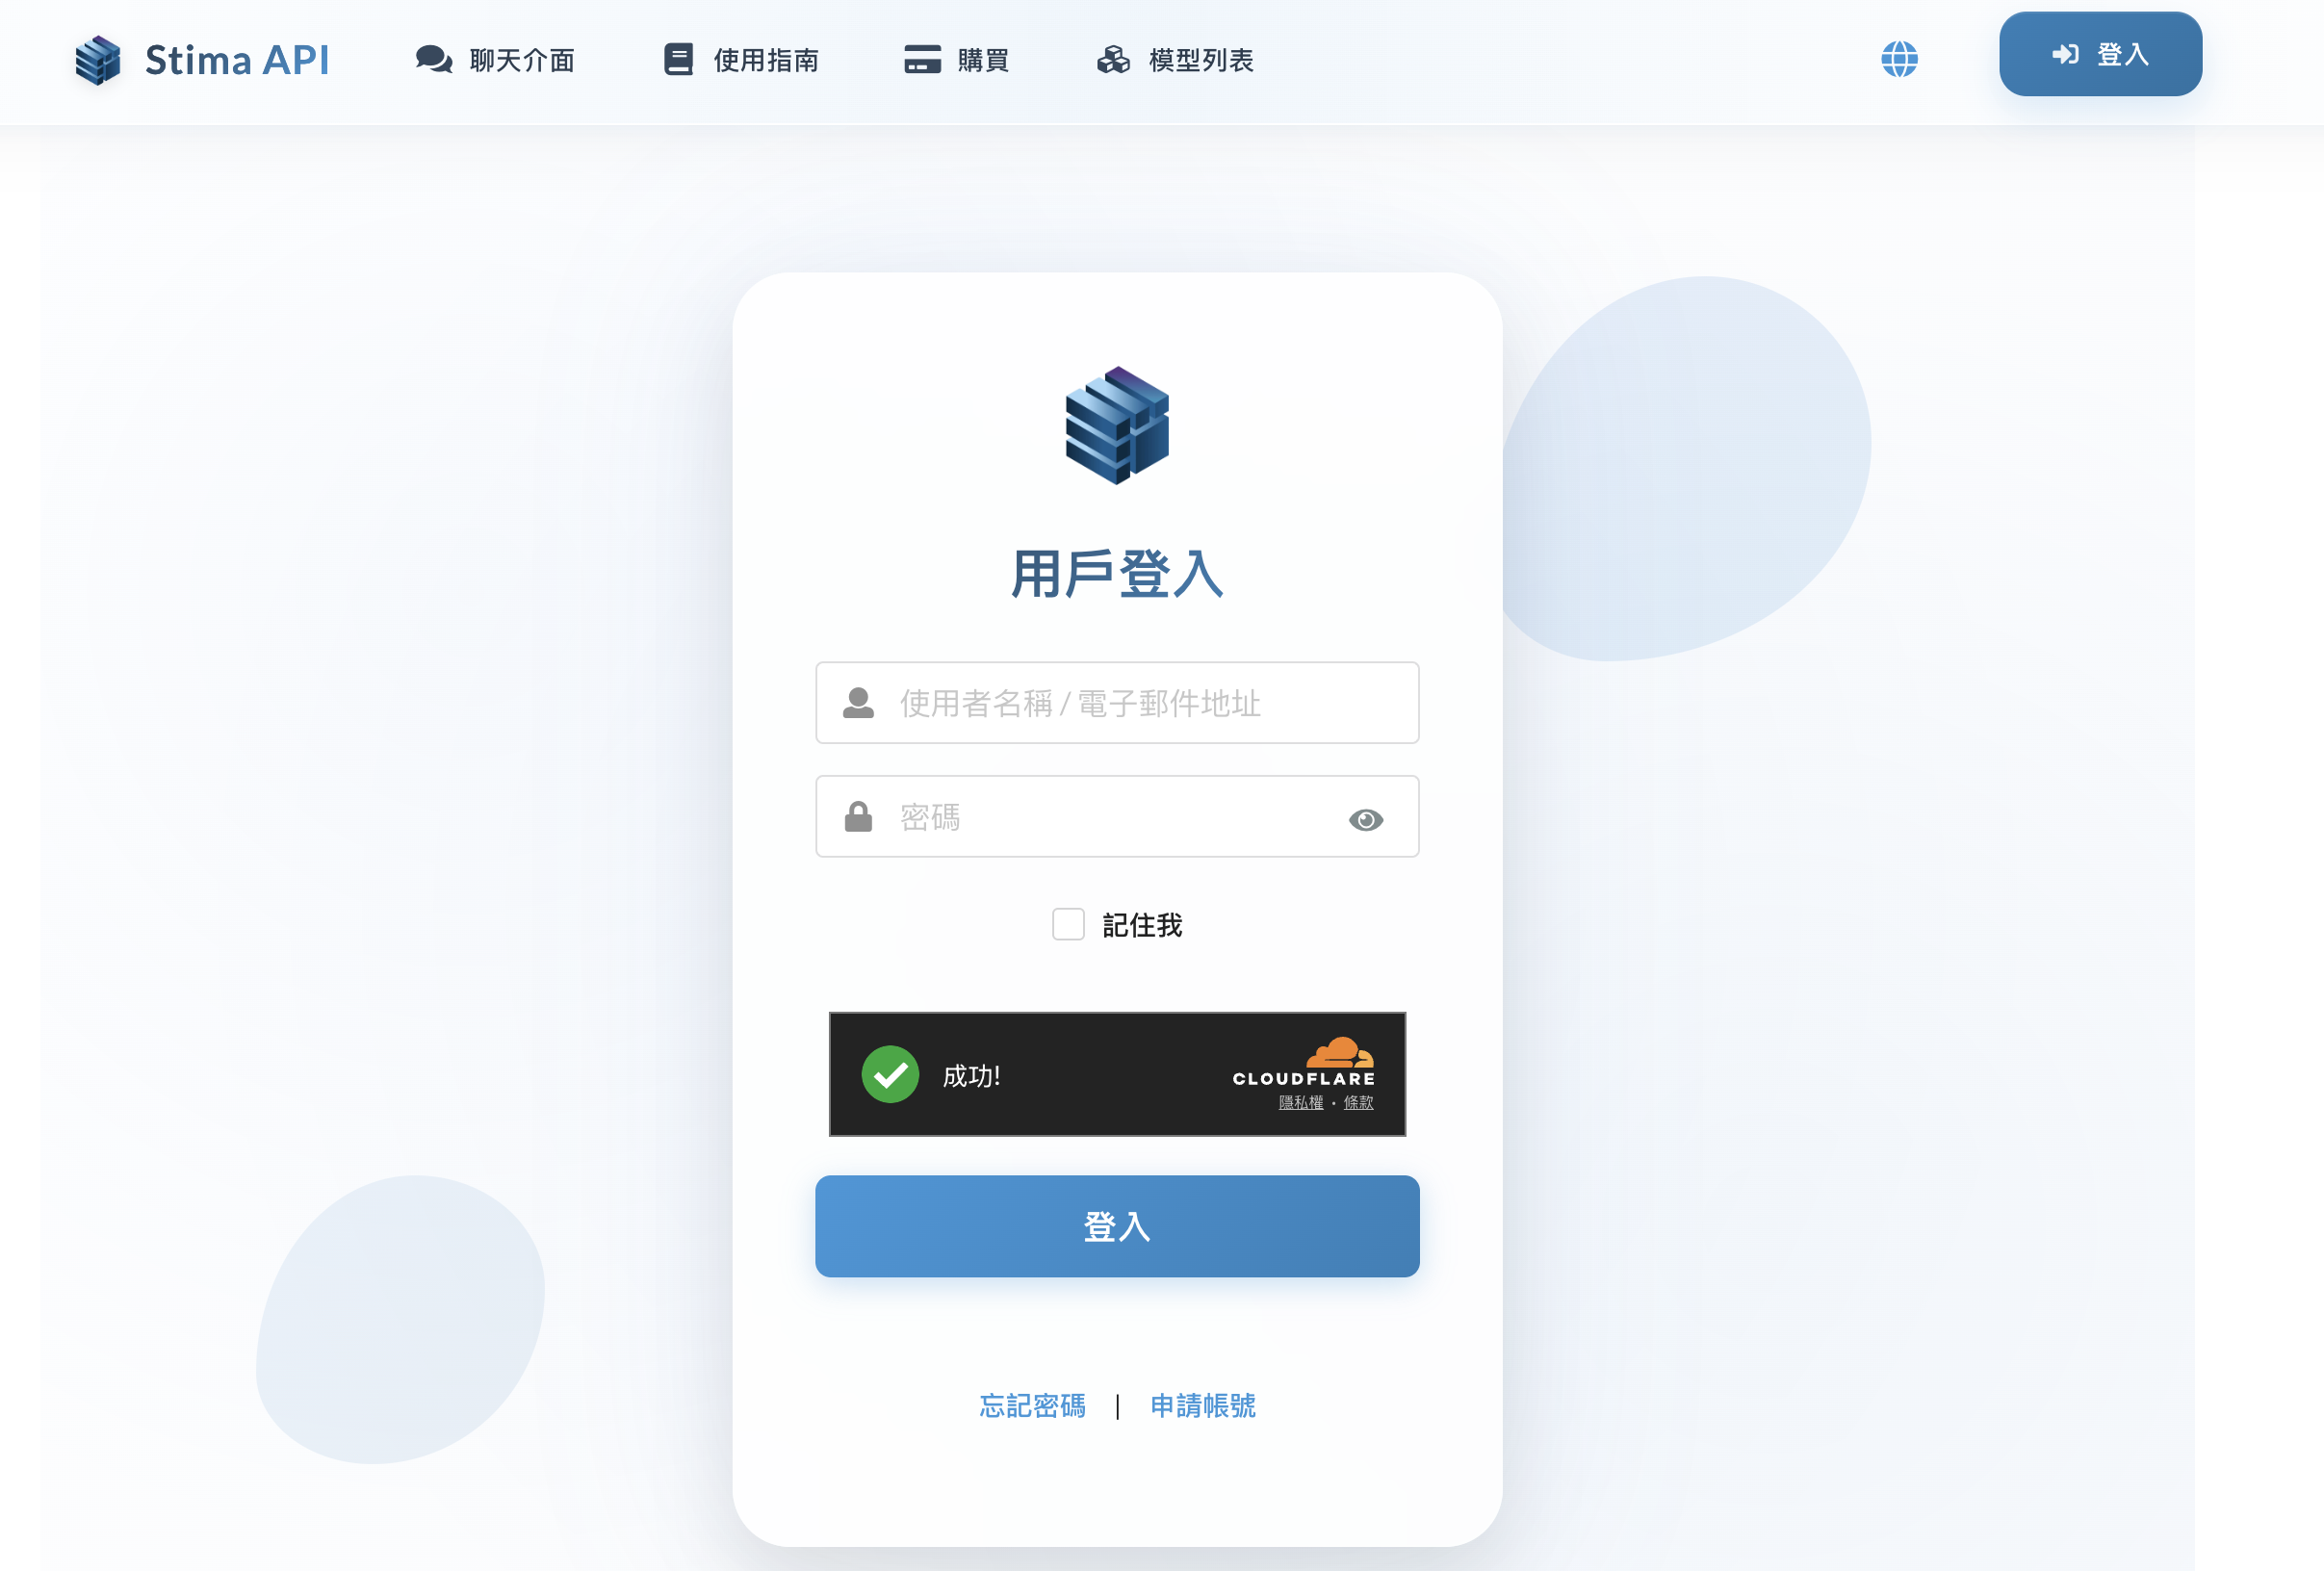 Stima API
聊天介面
使用指南
購買
模型列表
登入
用戶登入
使用者名稱 / 電子郵件地址
密碼
記住我
成功!
CLOUDFLARE
隱私權 • 條款
登入
忘記密碼 | 申請帳號